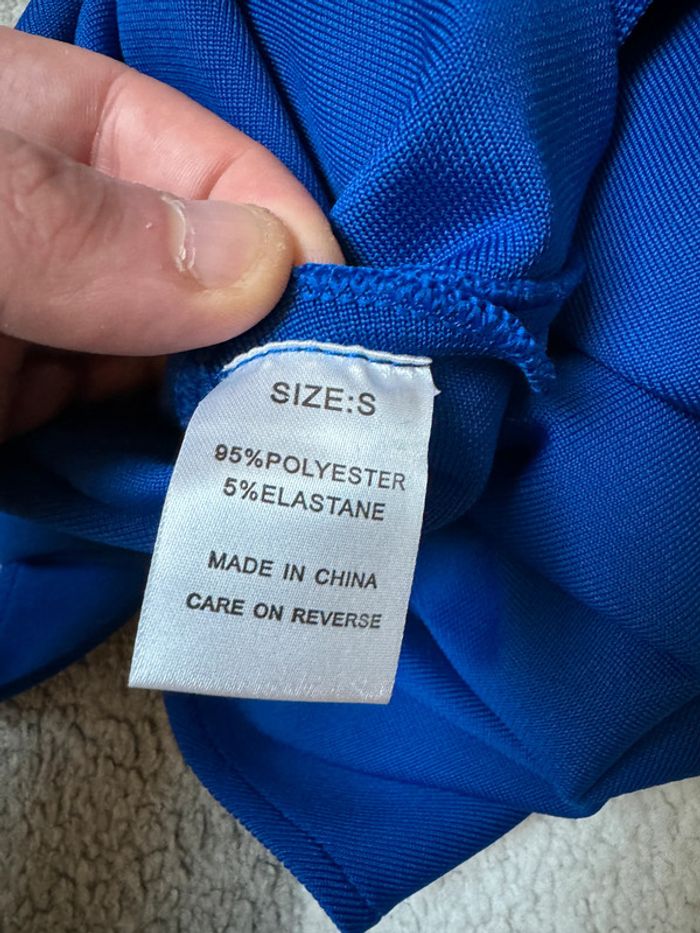 SIZE:S
95%POLYESTER
5%ELASTANE
MADE IN CHINA
CARE ON REVERSE